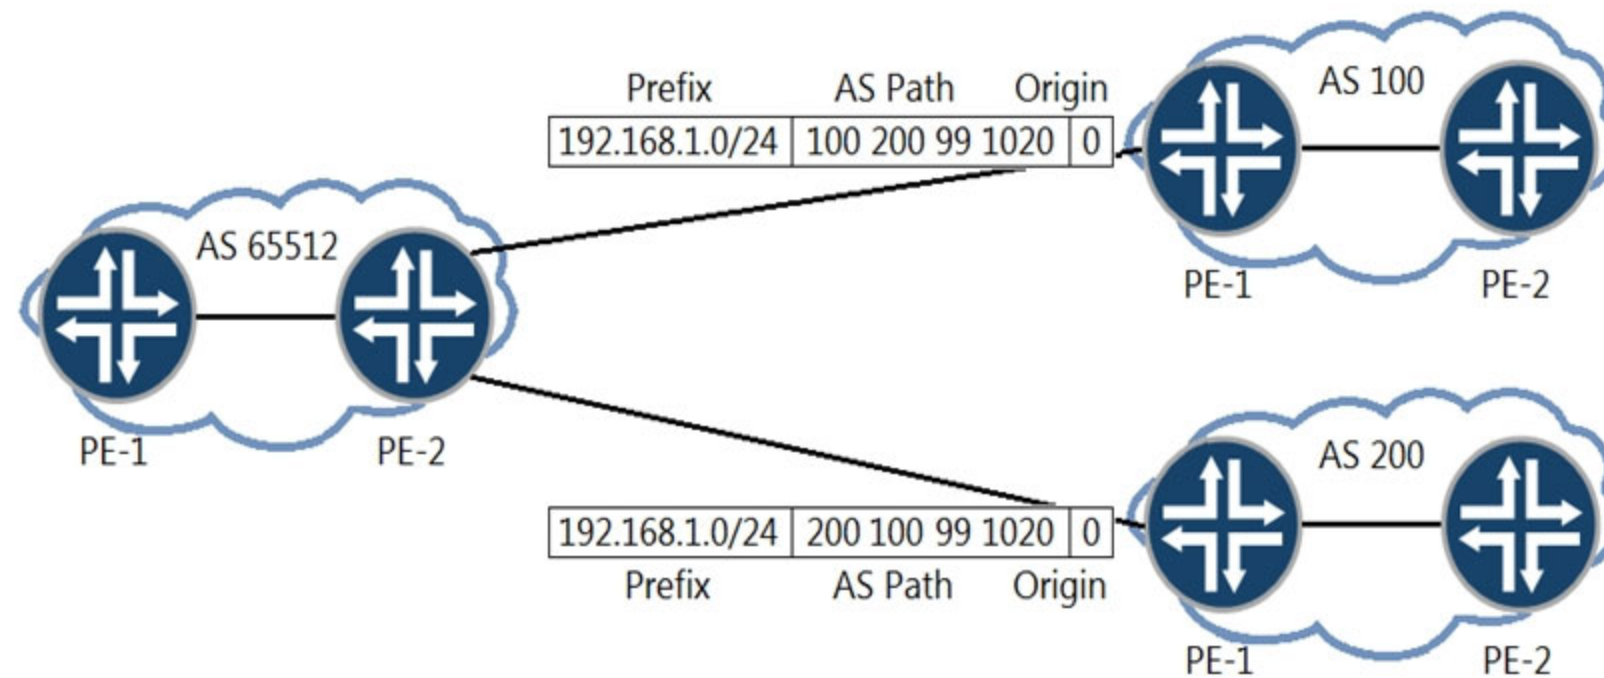 AS 100
Prefix AS Path Origin
192.168.1.0/24 100 200 99 1020 0
AS 65512
PE-1 PE-2
PE-1 PE-2
AS 200
192.168.1.0/24 200 100 99 1020 0
Prefix AS Path Origin
PE-1 PE-2